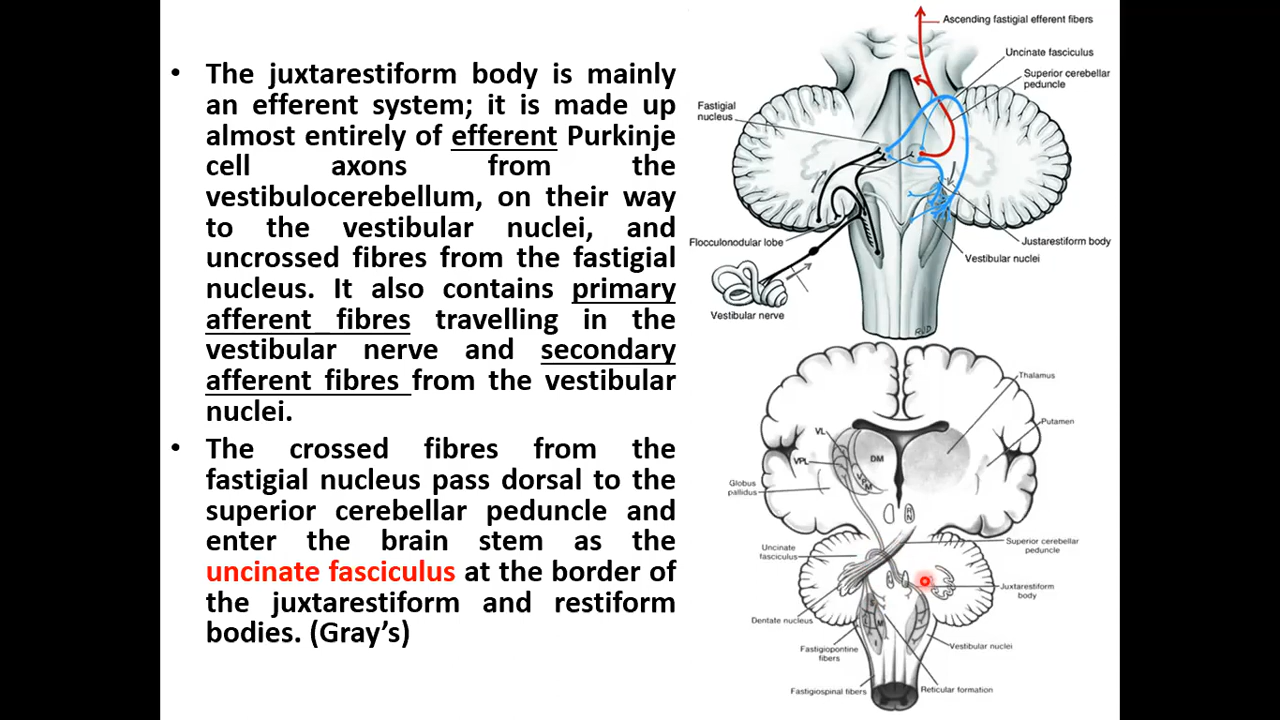 • The juxtarestiform body is mainly
an efferent system; it is made up
almost entirely of efferent Purkinje
cell axons from the
vestibulocerebellum, on their way
to the vestibular nuclei, and
uncrossed fibres from the fastigial
nucleus. It also contains primary
afferent fibres travelling in the
vestibular nerve and secondary
afferent fibres from the vestibular
nuclei.
• The crossed fibres from the
fastigial nucleus pass dorsal to the
superior cerebellar peduncle and
enter the brain stem as the
uncinate fasciculus at the border of
the juxtarestiform and restiform
bodies. (Gray's)
Ascending fastigial efferent fibers
Uncinate fasciculus
Superior cerebellar
peduncle
Fastigial
nucleus
Flocculonodular lobe
Justarestiform body
Vestibular nuclei
Vestibular nerve
RUD
Thalamus
Putamen
VL
VPL
DM
VPM
Globus
pallidus
RN
Superior cerebellar
peduncle
Uncinate
fasciculus
Juxtarestiform
body
Dentate nucleus
S
L
M
I
Fastigiopontine
fibers
Vestibular nuclei
Fastigiospinal fibers
Reticular formation